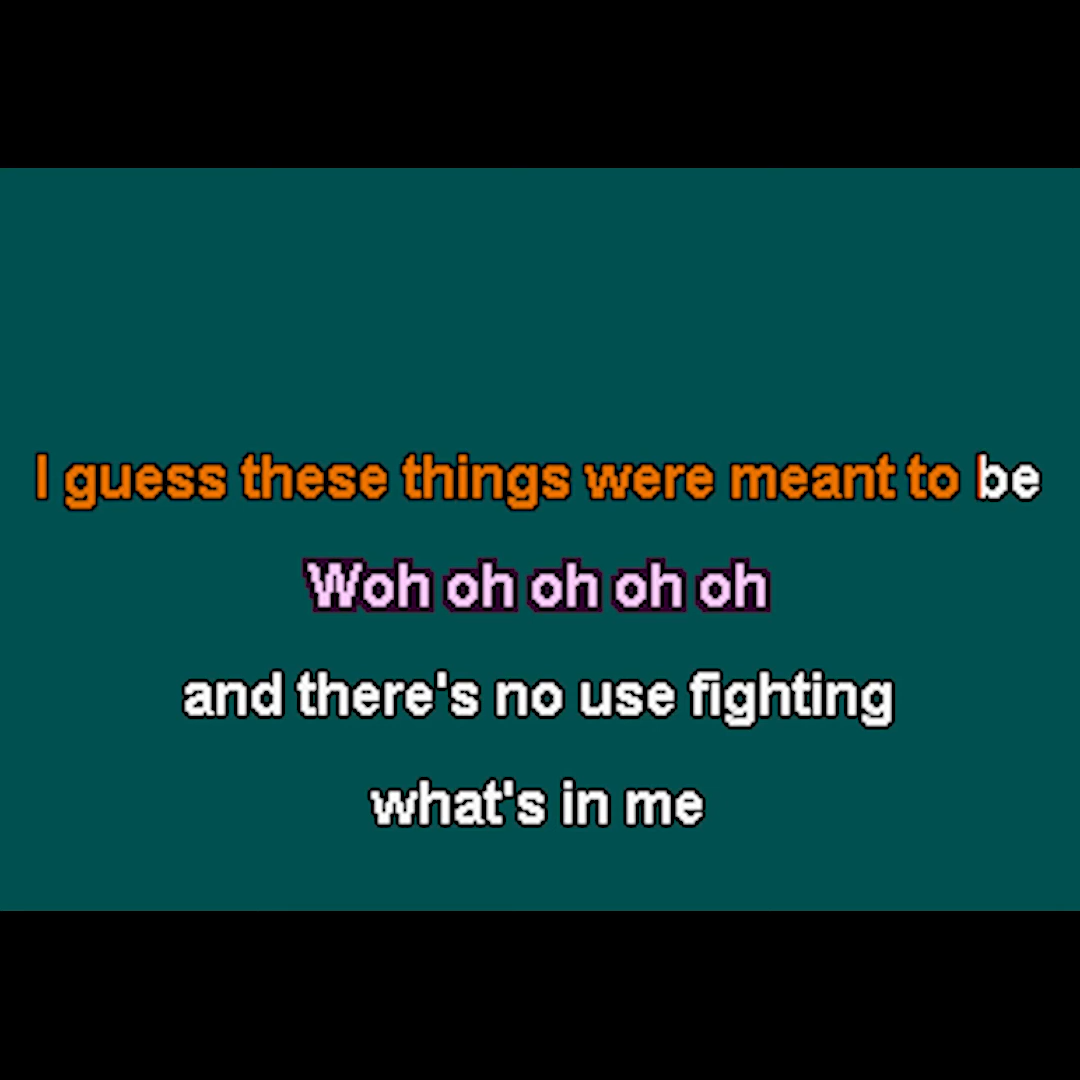 I guess these things were meant to be
Woh oh oh oh oh
and there's no use fighting
what's in me